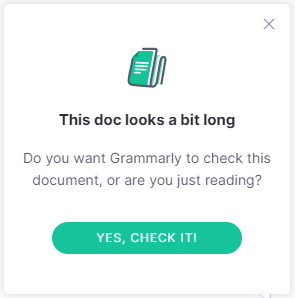 This doc looks a bit long
Do you want Grammarly to check this
document, or are you just reading?
YES, CHECK IT!